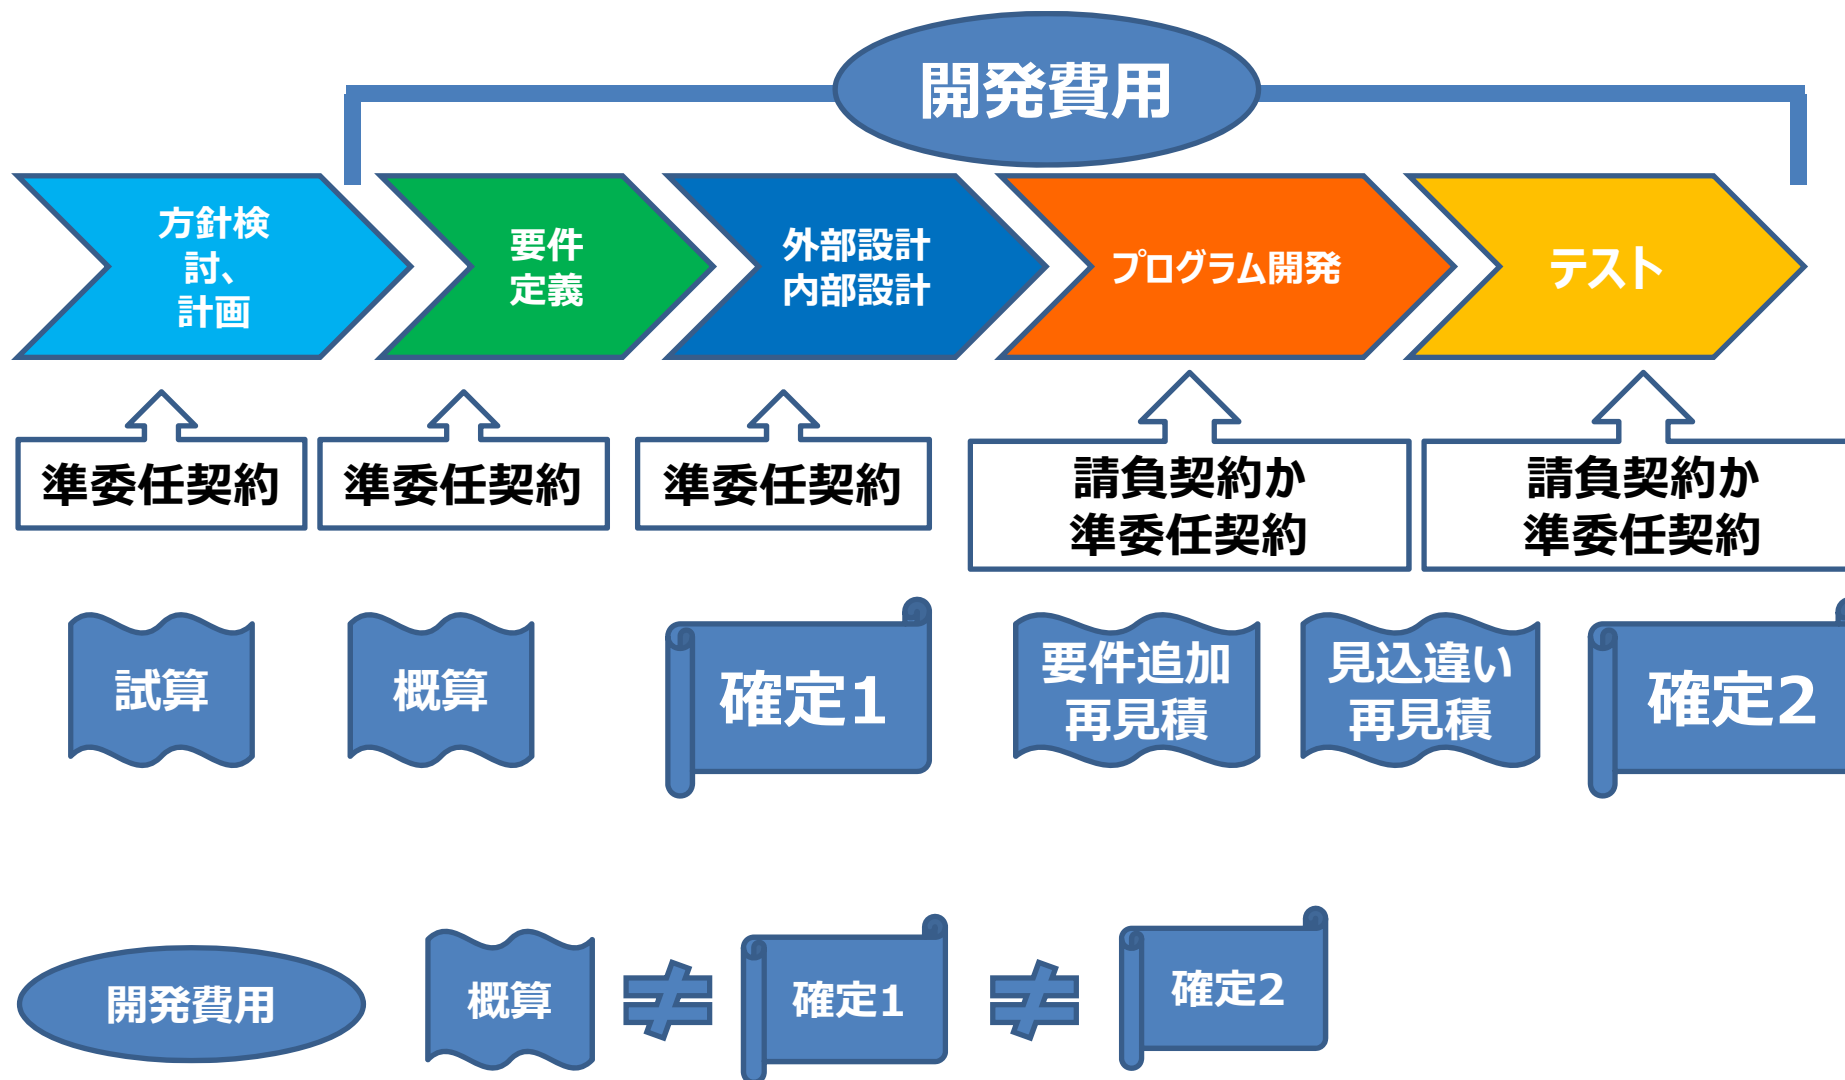 開発費用
方針検
討、
計画
要件
定義
外部設計
内部設計
プログラム開発
テスト
準委任契約
準委任契約
準委任契約
請負契約か
準委任契約
請負契約か
準委任契約
試算
概算
確定1
要件追加
再見積
見込違い
再見積
確定2
開発費用
概算
≠
確定1
≠
確定2